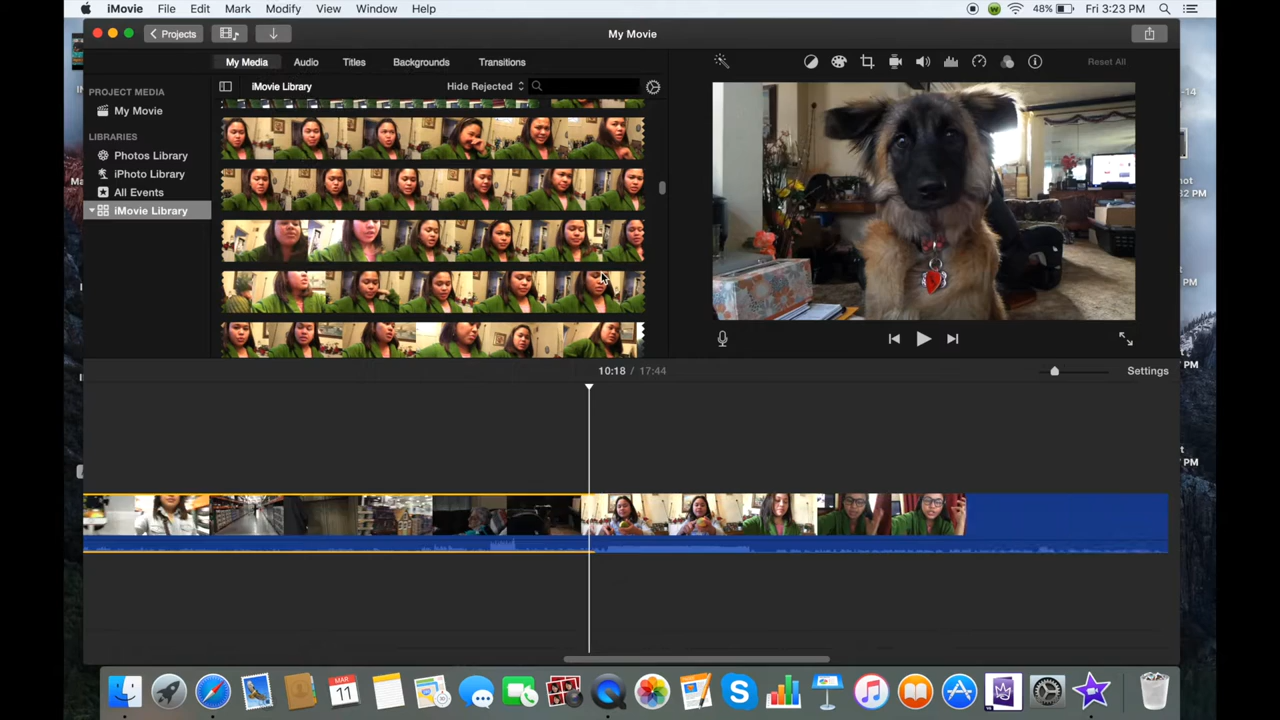 iMovie File Edit Mark Modify View Window Help 48% Fri 3:23 PM
Projects My Movie
My Media Audio Titles Backgrounds Transitions Reset All
PROJECT MEDIA iMovie Library Hide Rejected
My Movie
LIBRARIES
Photos Library
iPhoto Library
All Events
iMovie Library
10:18 / 17:44 Settings
MAR
11